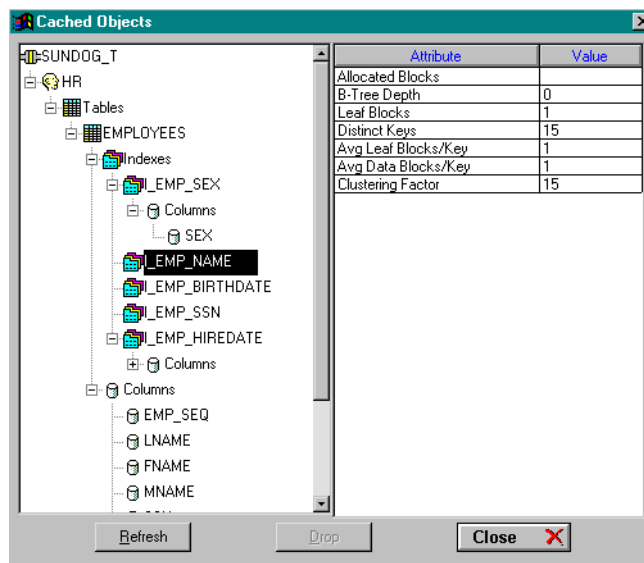 Cached Objects
SUNDOG_T
HR
Tables
EMPLOYEES
Indexes
I_EMP_SEX
Columns
SEX
I_EMP_NAME
I_EMP_BIRTHDATE
I_EMP_SSN
I_EMP_HIREDATE
Columns
Columns
EMP_SEQ
LNAME
FNAME
MNAME
Attribute Value
Allocated Blocks
B-Tree Depth 0
Leaf Blocks 1
Distinct Keys 15
Avg Leaf Blocks/Key 1
Avg Data Blocks/Key 1
Clustering Factor 15
Refresh
Drop
Close